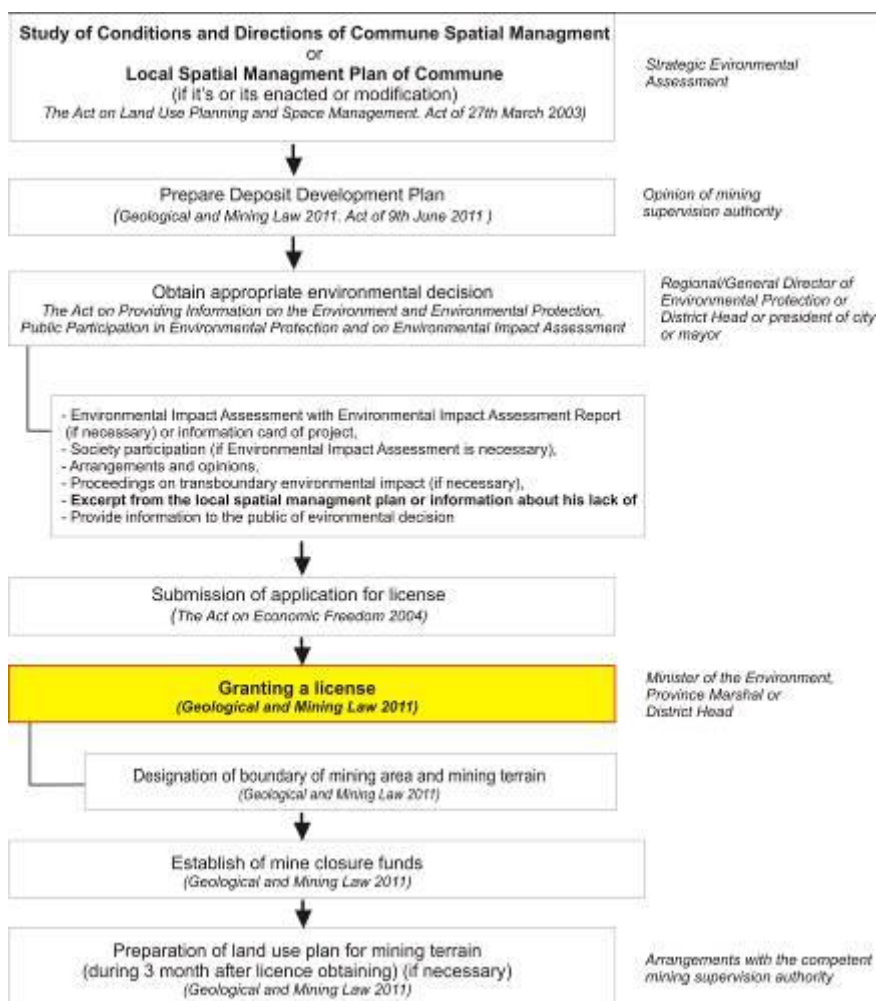 Study of Conditions and Directions of Commune Spatial Managment
or
Local Spatial Managment Plan of Commune
(if it's or its enacted or modification)
The Act on Land Use Planning and Space Management. Act of 27th March 2003)
Strategic Evironmental
Assessment
Prepare Deposit Development Plan
(Geological and Mining Law 2011. Act of 9th June 2011 )
Opinion of mining
supervision authority
Obtain appropriate environmental decision
The Act on Providing Information on the Environment and Environmental Protection,
Public Participation in Environmental Protection and on Environmental Impact Assessment
Regional/General Director of
Environmental Protection or
District Head or president of city
or mayor
- Environmental Impact Assessment with Environmental Impact Assessment Report
(if necessary) or information card of project,
- Society participation (if Environmental Impact Assessment is necessary),
- Arrangements and opinions,
- Proceedings on transboundary environmental impact (if necessary),
- Excerpt from the local spatial managment plan or information about his lack of
- Provide information to the public of evironmental decision
Submission of application for license
(The Act on Economic Freedom 2004)
Granting a license
(Geological and Mining Law 2011)
Minister of the Environment,
Province Marshal or
District Head
Designation of boundary of mining area and mining terrain
(Geological and Mining Law 2011)
Establish of mine closure funds
(Geological and Mining Law 2011)
Preparation of land use plan for mining terrain
(during 3 month after licence obtaining) (if necessary)
(Geological and Mining Law 2011)
Arrangements with the competent
mining supervision authority